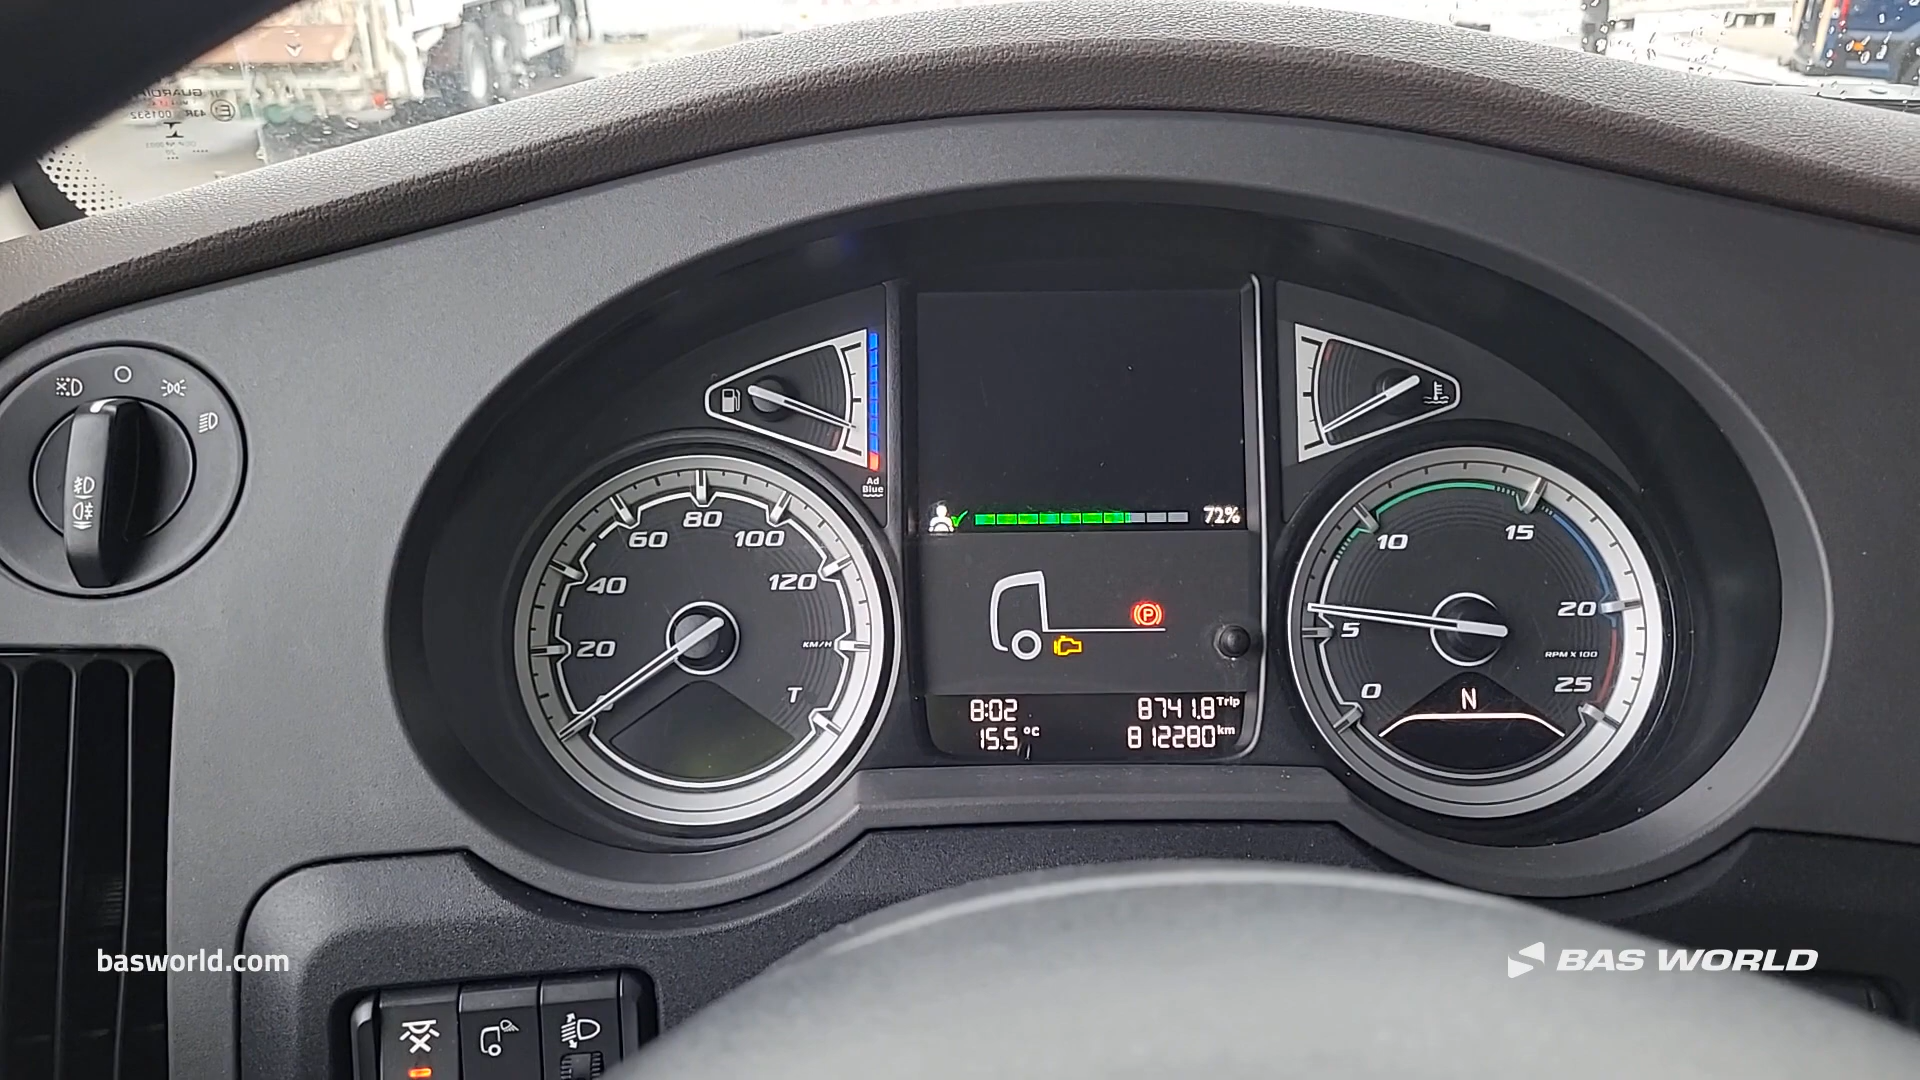 Ad
Blue
72%
20
40
60
80
100
120
KM/H
T
P
8:02
8741.8 Trip
15.5 °C
812280 km
0
5
10
15
20
25
RPM X 100
N
basworld.com
BAS WORLD